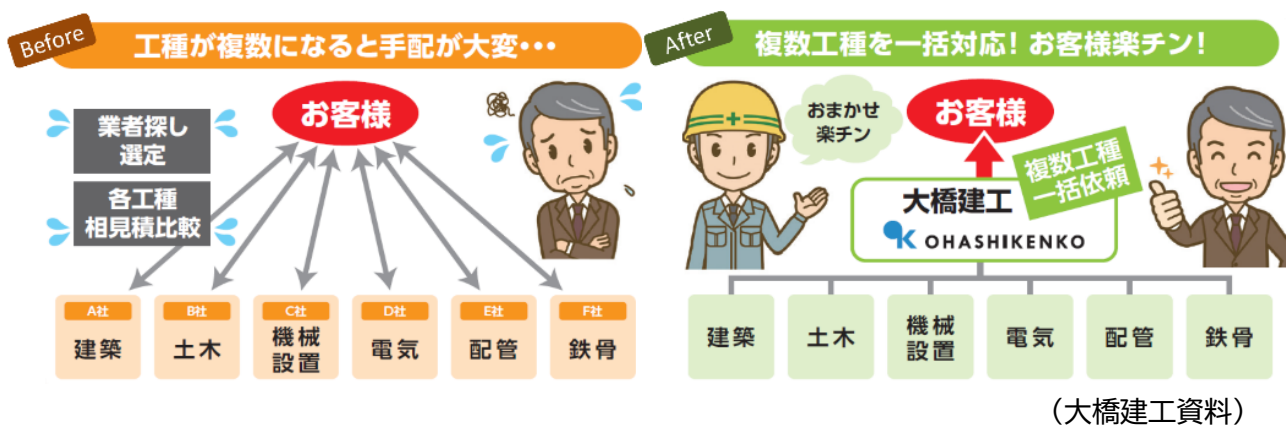 Before
工種が複数になると手配が大変・・・
お客様
業者探し
選定
各工種
相見積比較
A社
建築
B社
土木
C社
機械
設置
D社
電気
E社
配管
F社
鉄骨
After
複数工種を一括対応！お客様楽チン！
おまかせ
楽チン
お客様
複数工種
一括依頼
大橋建工
OHASHIKENKO
建築
土木
機械
設置
電気
配管
鉄骨
（大橋建工資料）